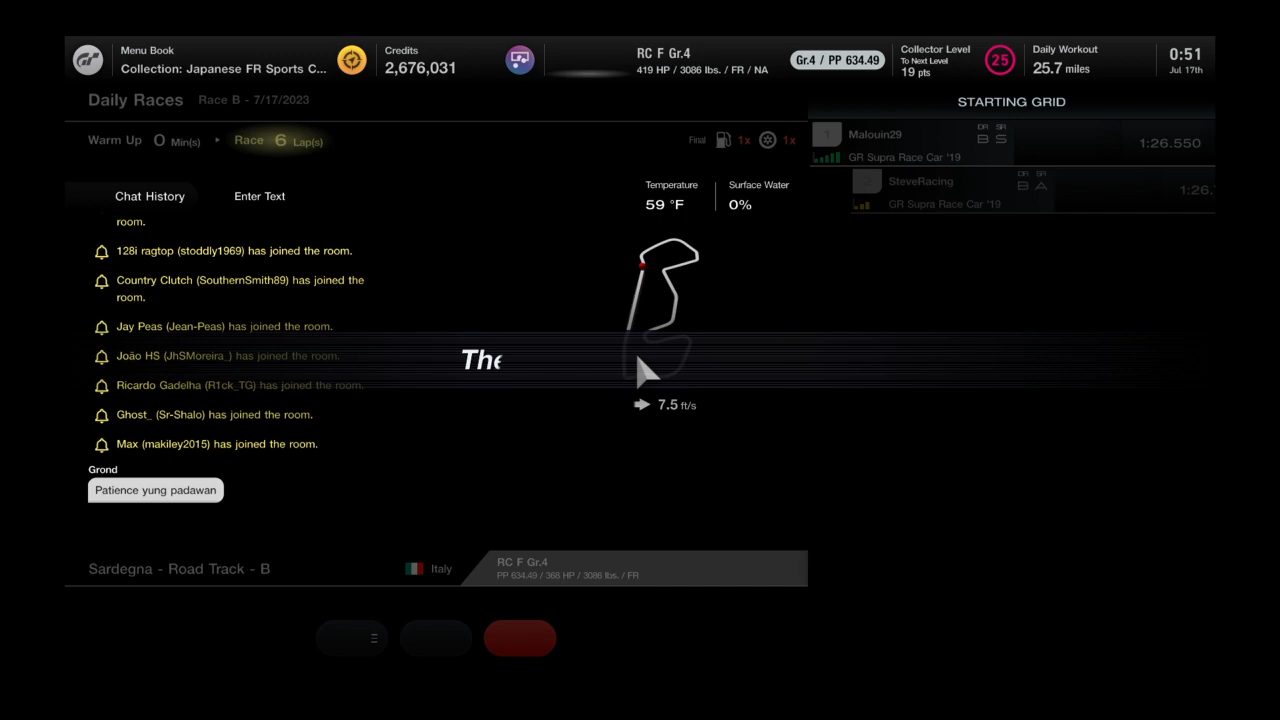 Menu Book
Collection: Japanese FR Sports C...
Credits
2,676,031
RC F Gr.4
419 HP / 3086 lbs. / FR / NA
Gr.4 / PP 634.49
Collector Level
To Next Level
19 pts
25
Daily Workout
25.7 miles
0:51
Jul 17th
Daily Races Race B - 7/17/2023
STARTING GRID
Warm Up 0 Min(s) Race 6 Lap(s)
Final 1x 1x
1 Malouin29 DR B SR S 1:26.550
GR Supra Race Car '19
SteveRacing DR B SR A 1:26.
GR Supra Race Car '19
Chat History Enter Text
Temperature
59 °F
Surface Water
0%
room.
128i ragtop (stoddly1969) has joined the room.
Country Clutch (SouthernSmith89) has joined the
room.
Jay Peas (Jean-Peas) has joined the room.
João HS (JhSMoreira_) has joined the room.
Ricardo Gadelha (R1ck_TG) has joined the room.
Ghost_ (Sr-Shalo) has joined the room.
Max (makiley2015) has joined the room.
The
7.5 ft/s
Grond
Patience yung padawan
Sardegna - Road Track - B
Italy
RC F Gr.4
PP 634.49 / 368 HP / 3086 lbs. / FR